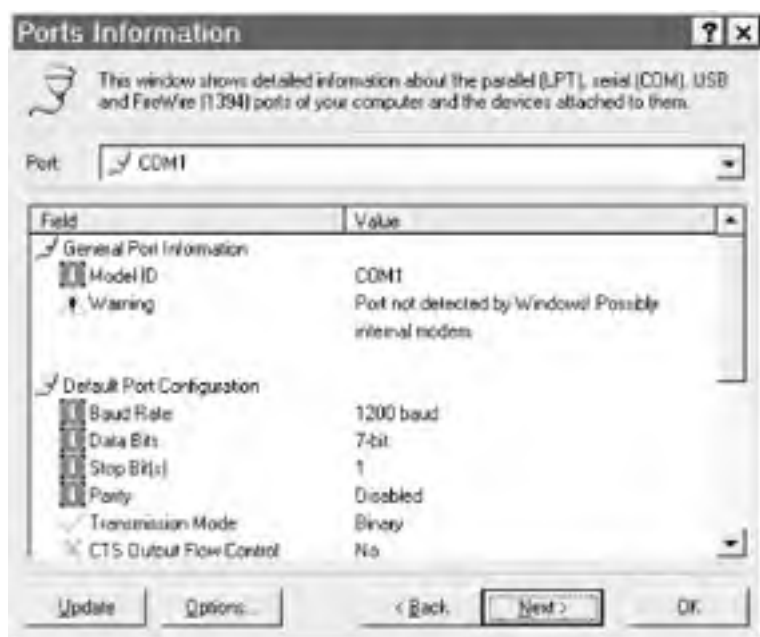 Ports Information
This window shows detailed information about the parallel (LPT), serial (COM), USB
and FireWire (1394) ports of your computer and the devices attached to them.
Port: COM1
Field Value
General Port Information
Model ID COM1
Warning Port not detected by Windows! Possibly
internal modem.
Default Port Configuration
Baud Rate 1200 baud
Data Bits 7-bit
Stop Bit(s) 1
Parity Disabled
Transmission Mode Binary
CTS Output Flow Control No
Update Options... < Back Next > OK